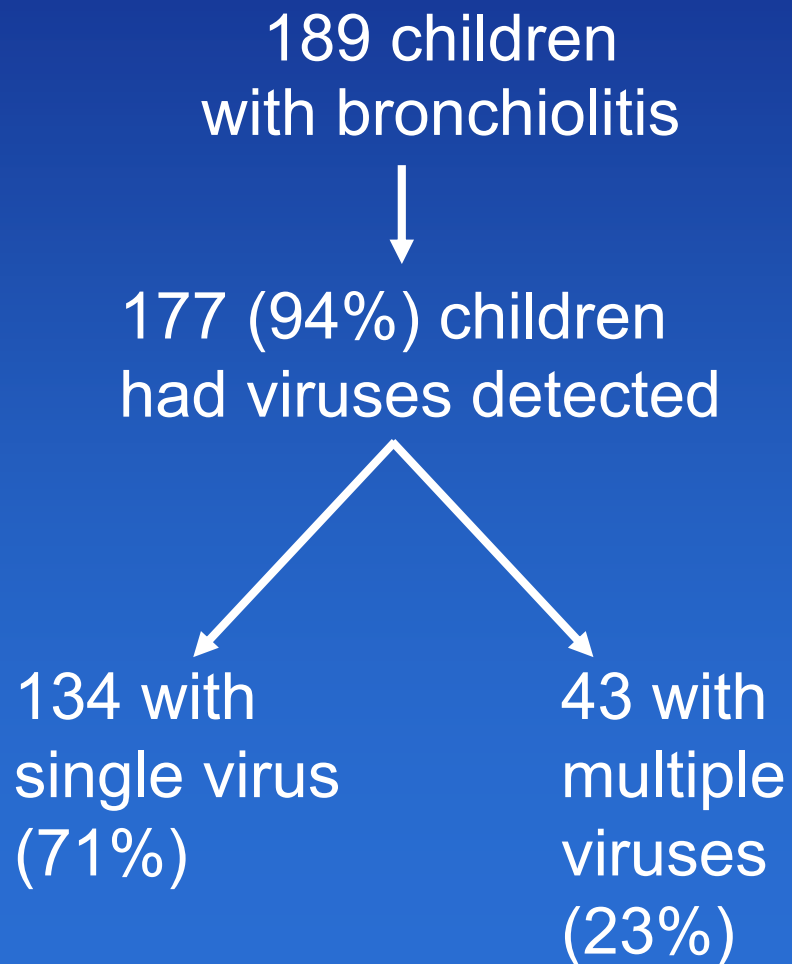 189 children
with bronchiolitis
177 (94%) children
had viruses detected
134 with
single virus
(71%)
43 with
multiple
viruses
(23%)